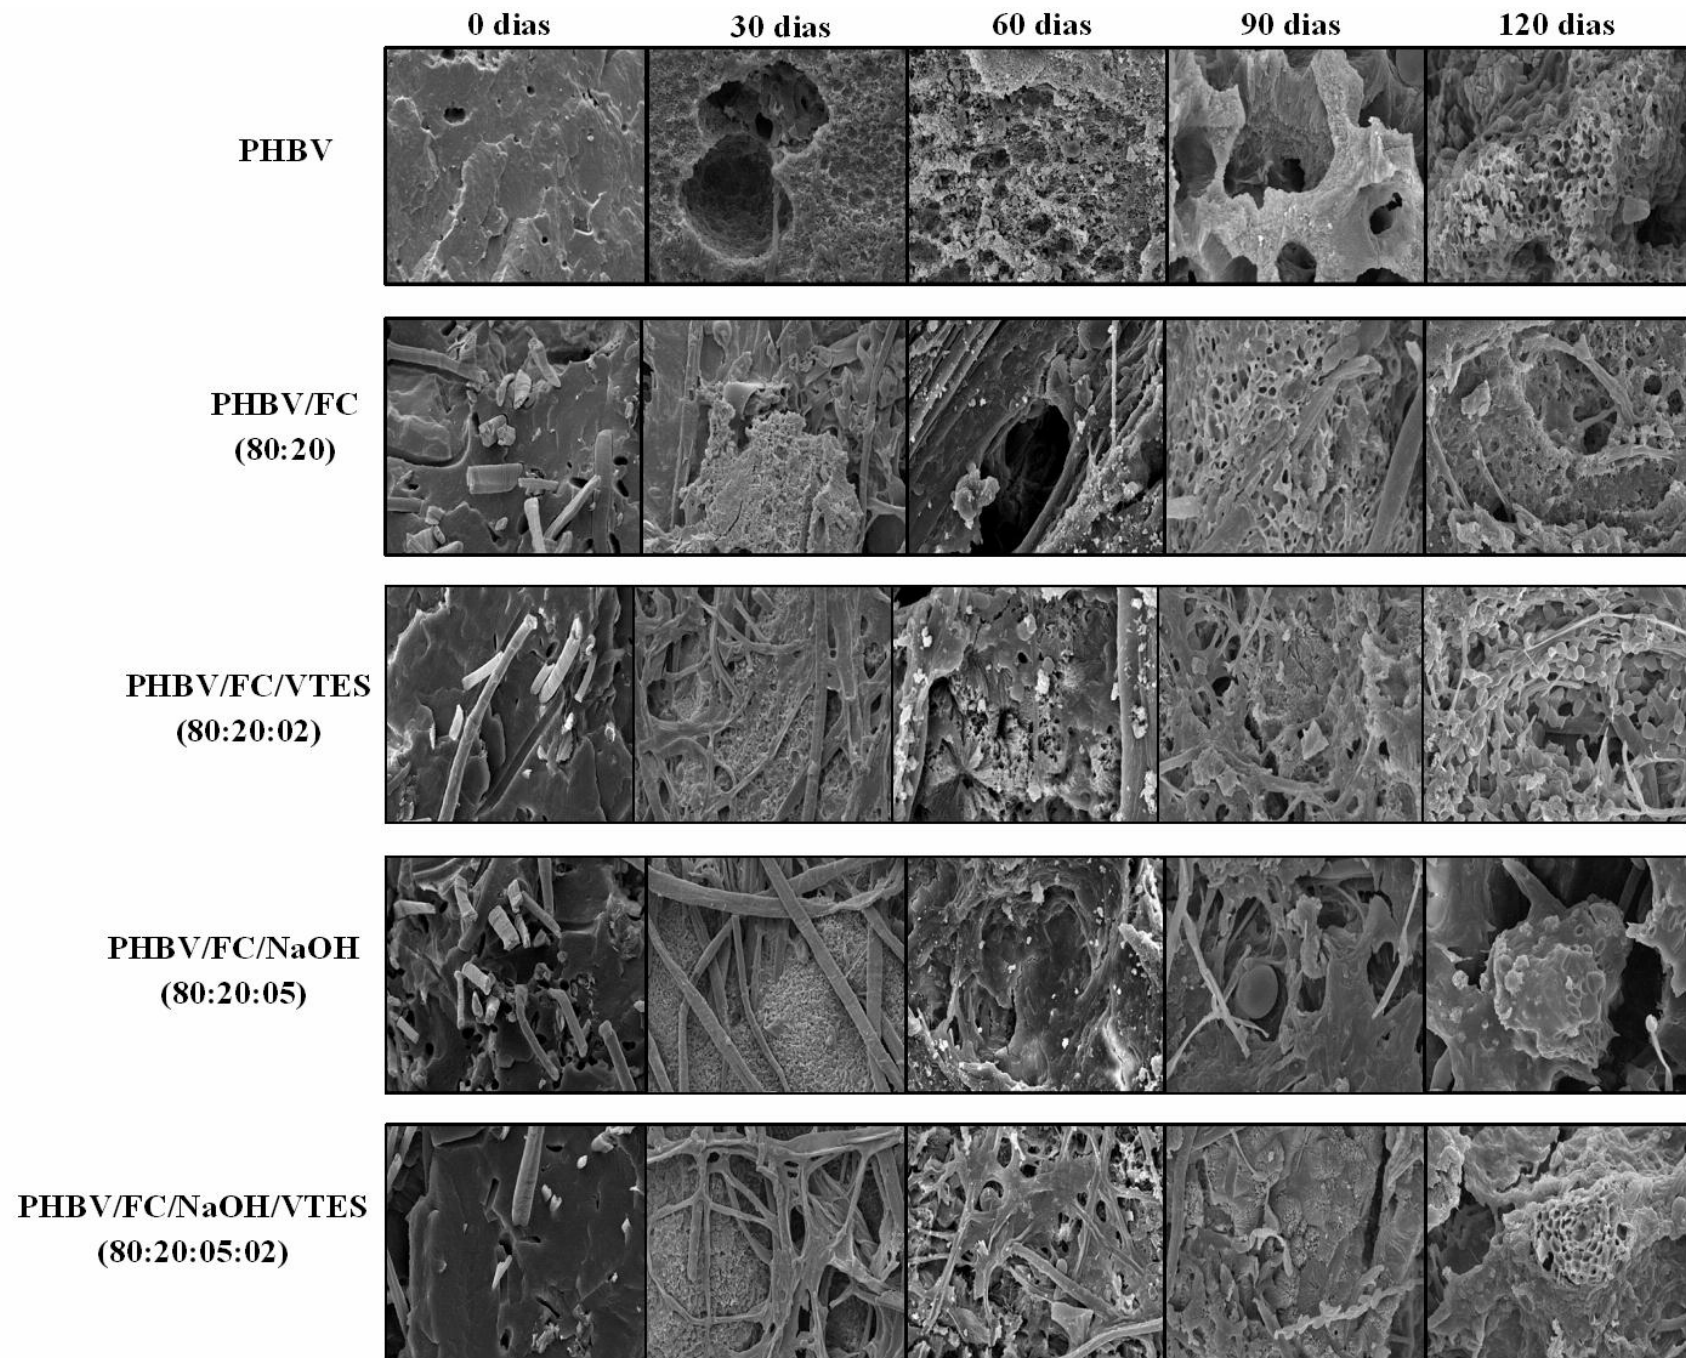 0 dias 30 dias 60 dias 90 dias 120 dias
PHBV
PHBV/FC
(80:20)
PHBV/FC/VTES
(80:20:02)
PHBV/FC/NaOH
(80:20:05)
PHBV/FC/NaOH/VTES
(80:20:05:02)